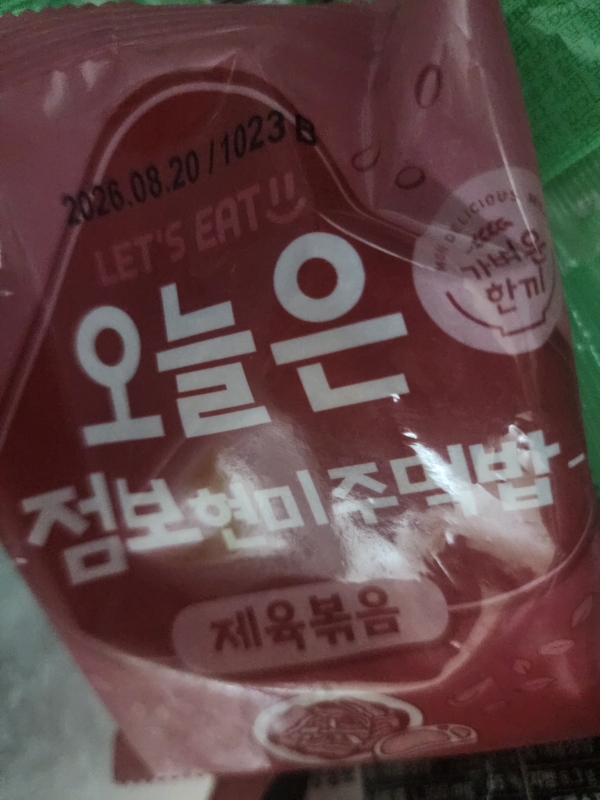 2026.08.20 / 1023 B
LET'S EAT!!
DELICIOUS
가벼운
한끼
오늘은
점보현미주먹밥
제육볶음